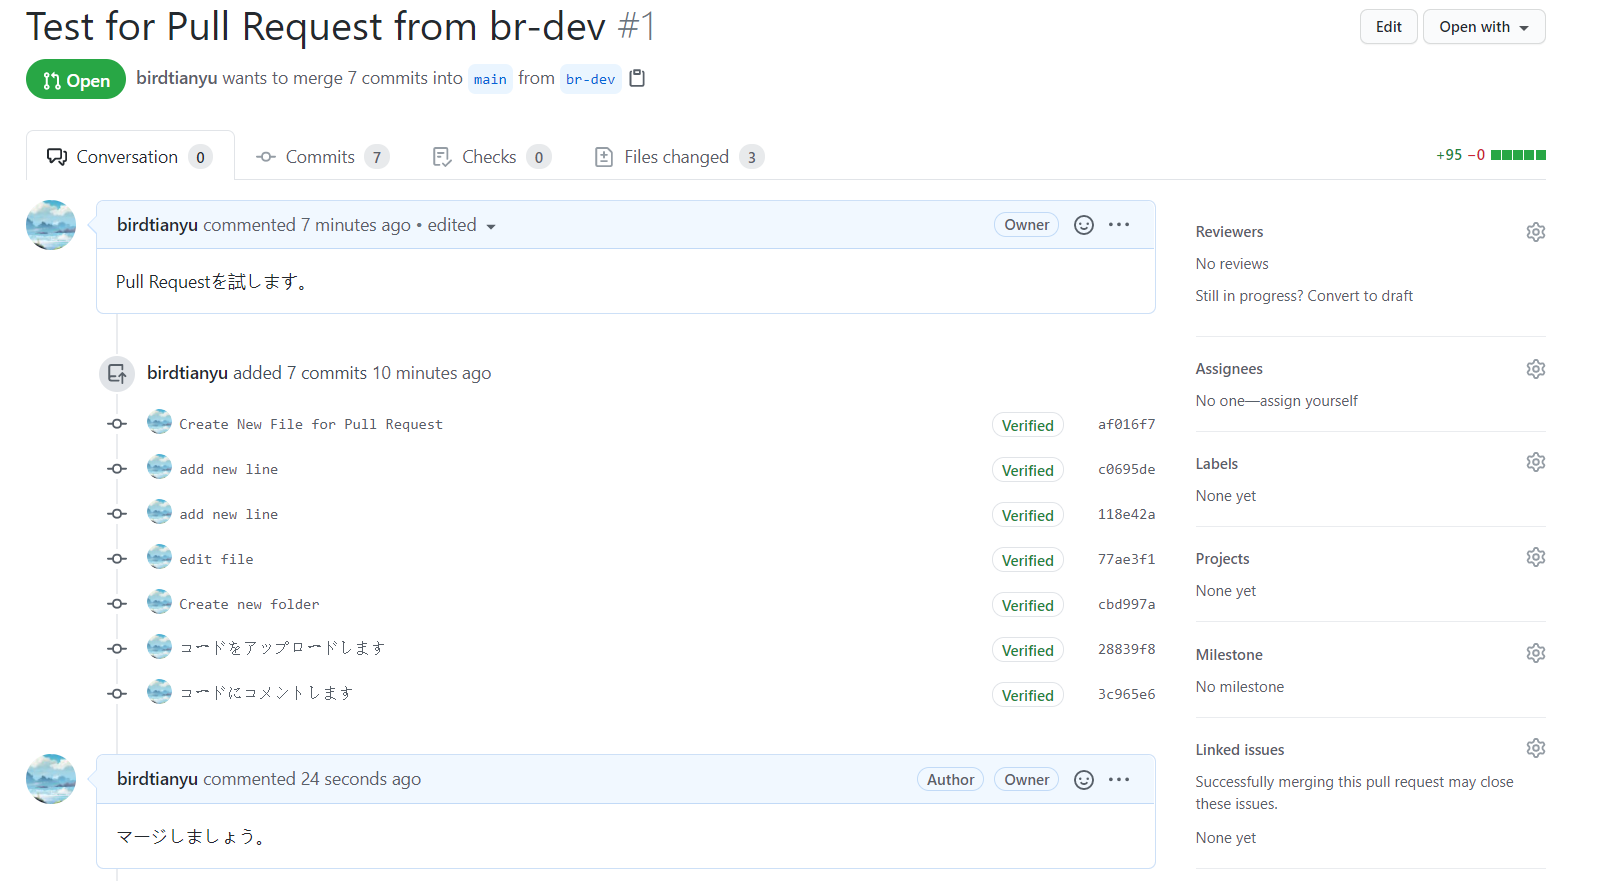 Test for Pull Request from br-dev #1
Edit
Open with
Open
birdtianyu wants to merge 7 commits into main from br-dev
Conversation 0
Commits 7
Checks 0
Files changed 3
+95 −0
birdtianyu commented 7 minutes ago • edited
Owner
Pull Requestを試します。
birdtianyu added 7 commits 10 minutes ago
Create New File for Pull Request Verified af016f7
add new line Verified c0695de
add new line Verified 118e42a
edit file Verified 77ae3f1
Create new folder Verified cbd997a
コードをアップロードします Verified 28839f8
コードにコメントします Verified 3c965e6
birdtianyu commented 24 seconds ago
Author
Owner
マージしましょう。
Reviewers
No reviews
Still in progress? Convert to draft
Assignees
No one—assign yourself
Labels
None yet
Projects
None yet
Milestone
No milestone
Linked issues
Successfully merging this pull request may close
these issues.
None yet